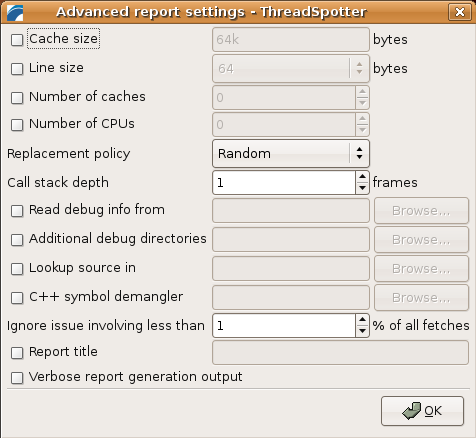 Advanced report settings - ThreadSpotter
Cache size 64k bytes
Line size 64 bytes
Number of caches 0
Number of CPUs 0
Replacement policy Random
Call stack depth 1 frames
Read debug info from Browse...
Additional debug directories Browse...
Lookup source in Browse...
C++ symbol demangler Browse...
Ignore issue involving less than 1 % of all fetches
Report title
Verbose report generation output
OK